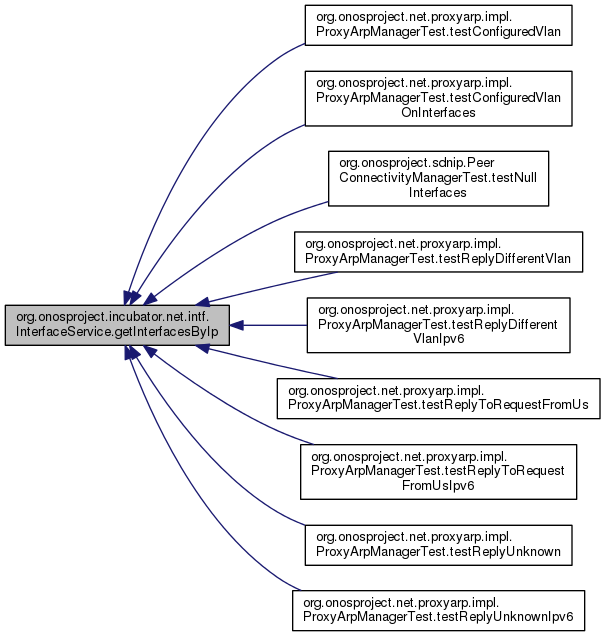 org.onosproject.net.proxyarp.impl.
ProxyArpManagerTest.testConfiguredVlan
org.onosproject.net.proxyarp.impl.
ProxyArpManagerTest.testConfiguredVlan
OnInterfaces
org.onosproject.sdnip.Peer
ConnectivityManagerTest.testNull
Interfaces
org.onosproject.net.proxyarp.impl.
ProxyArpManagerTest.testReplyDifferentVlan
org.onosproject.incubator.net.intf.
InterfaceService.getInterfacesByIp
org.onosproject.net.proxyarp.impl.
ProxyArpManagerTest.testReplyDifferent
VlanIpv6
org.onosproject.net.proxyarp.impl.
ProxyArpManagerTest.testReplyToRequestFromUs
org.onosproject.net.proxyarp.impl.
ProxyArpManagerTest.testReplyToRequest
FromUsIpv6
org.onosproject.net.proxyarp.impl.
ProxyArpManagerTest.testReplyUnknown
org.onosproject.net.proxyarp.impl.
ProxyArpManagerTest.testReplyUnknownIpv6